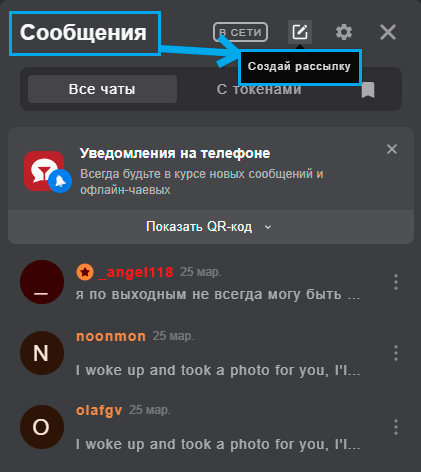 Сообщения
В СЕТИ
Создай рассылку
Все чаты
С токенами
Уведомления на телефоне
Всегда будьте в курсе новых сообщений и
офлайн-чаевых
Показать QR-код
_
_angel118 25 мар.
я по выходным не всегда могу быть ...
N
noonmor 25 мар.
I woke up and took a photo for you, I'l...
O
olafgv 25 мар.
I woke up and took a photo for you, I'l...